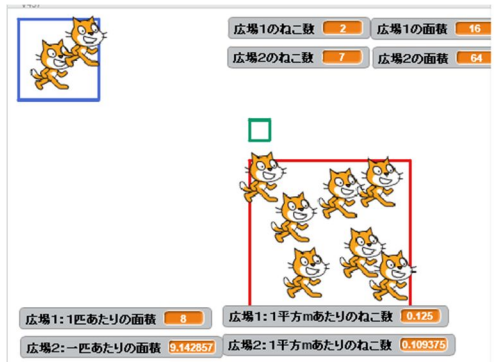 広場1のねこ数 2 広場1の面積 16
広場2のねこ数 7 広場2の面積 64
広場1:1匹あたりの面積 8 広場1:1平方mあたりのねこ数 0.125
広場2:一匹あたりの面積 9.142857 広場2:1平方mあたりのねこ数 0.109375